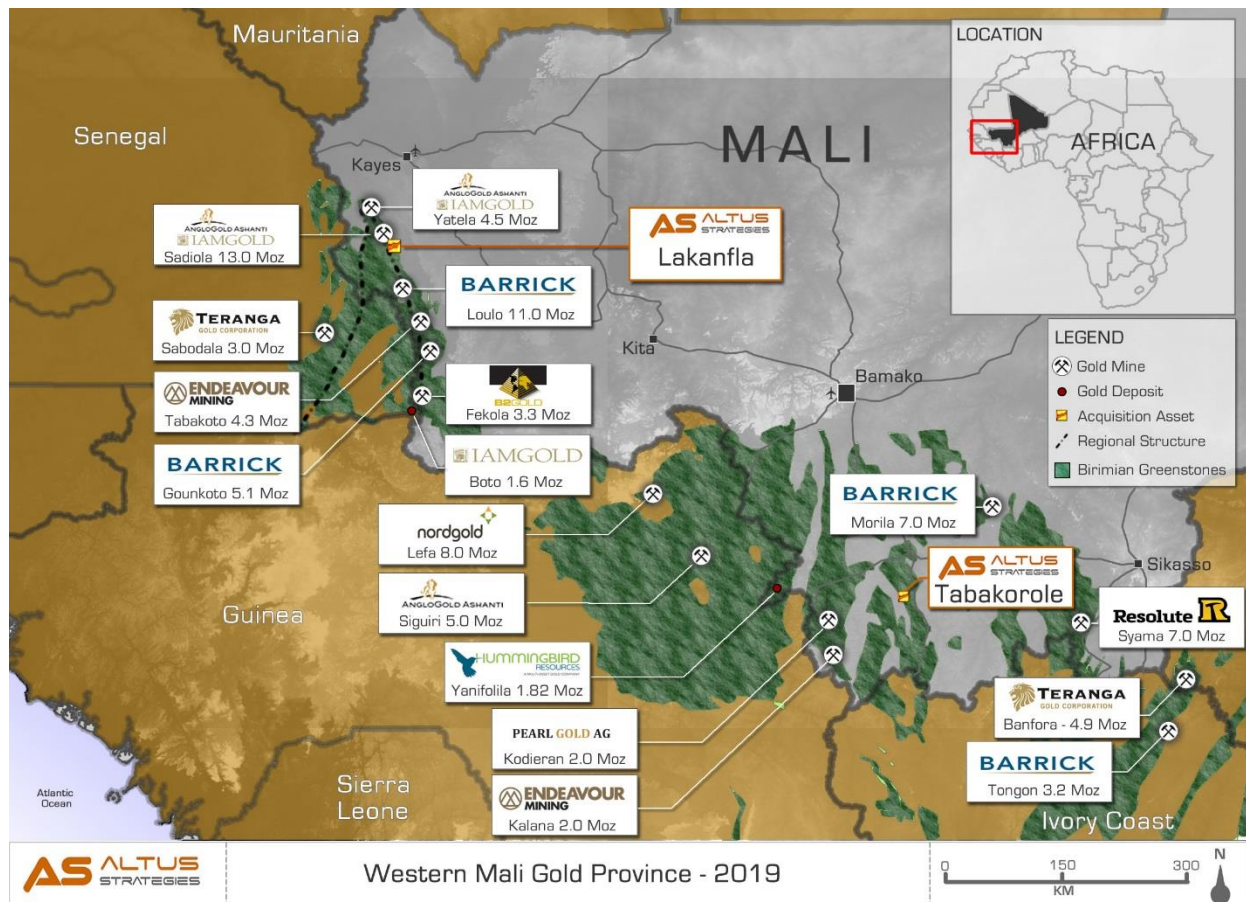 Mauritania
Senegal
MALI
Kayes
ANGLOGOLD ASHANTI
IAMGOLD
Yatela 4.5 Moz
ANGLOGOLD ASHANTI
IAMGOLD
Sadiola 13.0 Moz
AS ALTUS
STRATEGIES
Lakanfla
BARRICK
Loulo 11.0 Moz
TERANGA
GOLD CORPORATION
Sabodala 3.0 Moz
Kita
Bamako
ENDEAVOUR
MINING
Tabakoto 4.3 Moz
B2GOLD
Fekola 3.3 Moz
BARRICK
Gounkoto 5.1 Moz
IAMGOLD
Boto 1.6 Moz
nordgold
Lefa 8.0 Moz
BARRICK
Morila 7.0 Moz
AS ALTUS
STRATEGIES
Tabakorole
Sikasso
ANGLOGOLD ASHANTI
Siguiri 5.0 Moz
Guinea
Resolute
Syama 7.0 Moz
HUMMINGBIRD
RESOURCES
Yanifolila 1.82 Moz
TERANGA
GOLD CORPORATION
Banfora - 4.9 Moz
PEARL GOLD AG
Kodieran 2.0 Moz
BARRICK
Tongon 3.2 Moz
ENDEAVOUR
MINING
Kalana 2.0 Moz
Sierra
Leone
Atlantic
Ocean
Ivory Coast
LOCATION
AFRICA
LEGEND
Gold Mine
Gold Deposit
Acquisition Asset
Regional Structure
Birimian Greenstones
AS ALTUS
STRATEGIES
Western Mali Gold Province - 2019
0 150 300
KM
N